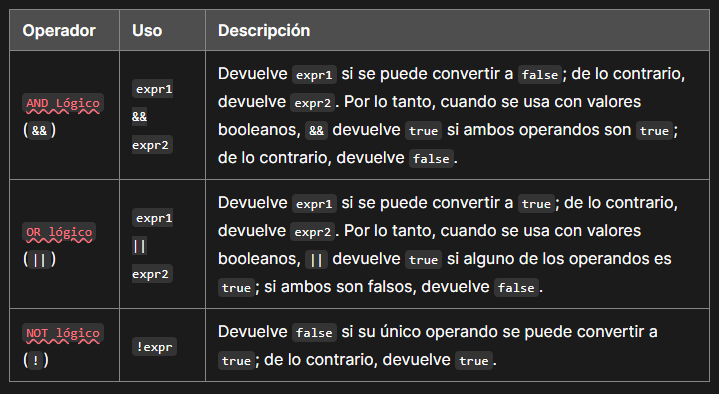 Operador Uso Descripción
Devuelve expr1 si se puede convertir a false; de lo contrario,
AND Lógico expr1 devuelve expr2. Por lo tanto, cuando se usa con valores
(&&) && booleanos, && devuelve true si ambos operandos son true;
expr2 de lo contrario, devuelve false.
Devuelve expr1 si se puede convertir a true; de lo contrario,
OR lógico expr1 devuelve expr2. Por lo tanto, cuando se usa con valores
(||) || booleanos, || devuelve true si alguno de los operandos es
expr2 true; si ambos son falsos, devuelve false.
NOT lógico !expr Devuelve false si su único operando se puede convertir a
(!) true; de lo contrario, devuelve true.